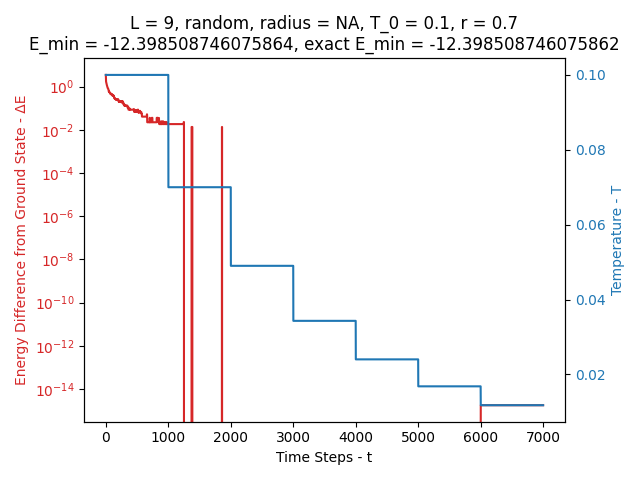 L = 9, random, radius = NA, T_0 = 0.1, r = 0.7
E_min = -12.398508746075864, exact E_min = -12.398508746075862
Energy Difference from Ground State - ΔE
10⁰
10⁻²
10⁻⁴
10⁻⁶
10⁻⁸
10⁻¹⁰
10⁻¹²
10⁻¹⁴
0 1000 2000 3000 4000 5000 6000 7000
Time Steps - t
0.10
0.08
0.06
0.04
0.02
Temperature - T